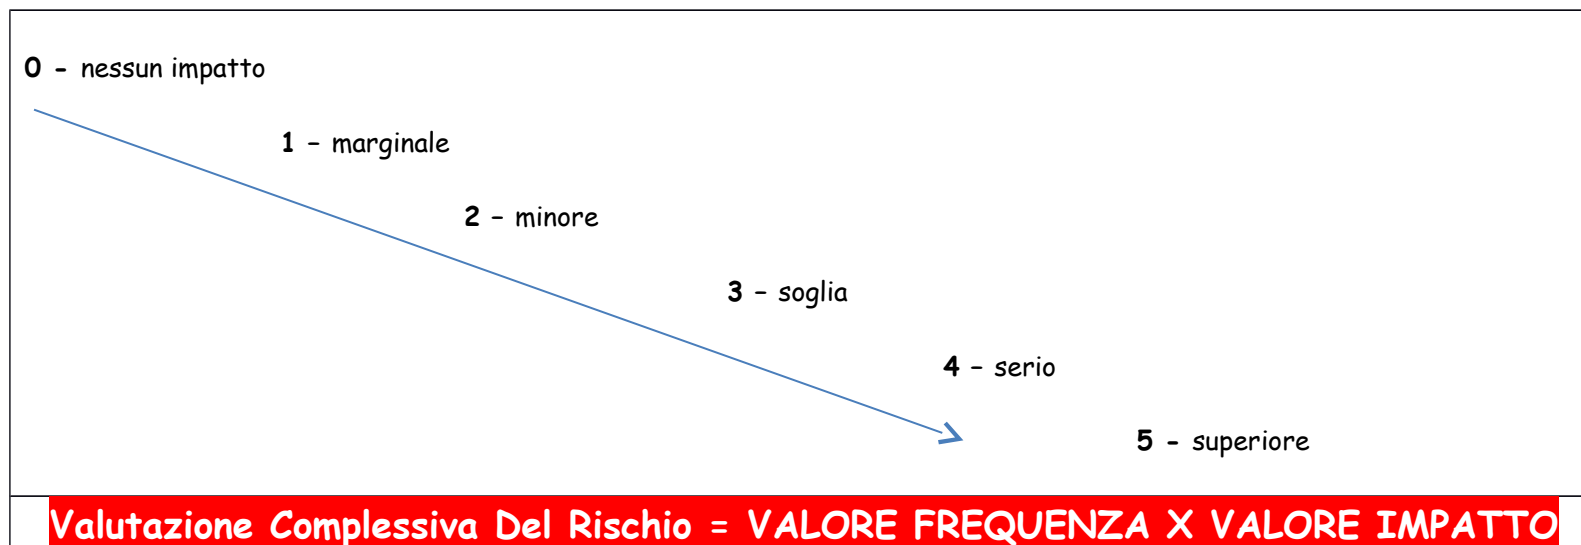 0 - nessun impatto
1 – marginale
2 – minore
3 – soglia
4 – serio
5 - superiore
Valutazione Complessiva Del Rischio = VALORE FREQUENZA X VALORE IMPATTO